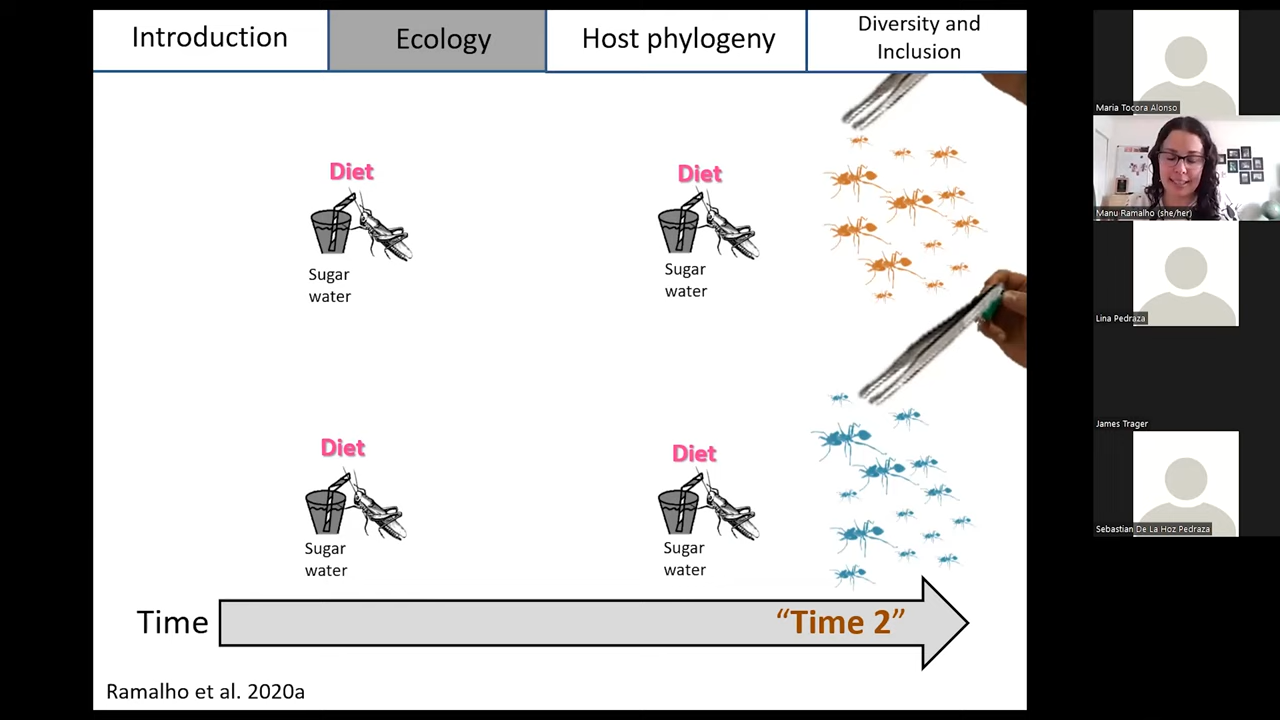 Introduction
Ecology
Host phylogeny
Diversity and
Inclusion
Diet
Sugar
water
Diet
Sugar
water
Diet
Sugar
water
Diet
Sugar
water
Time
“Time 2”
Ramalho et al. 2020a
Maria Tocora Alonso
Manu Ramalho (she/her)
Lina Pedraza
James Trager
Sebastian De La Hoz Pedraza